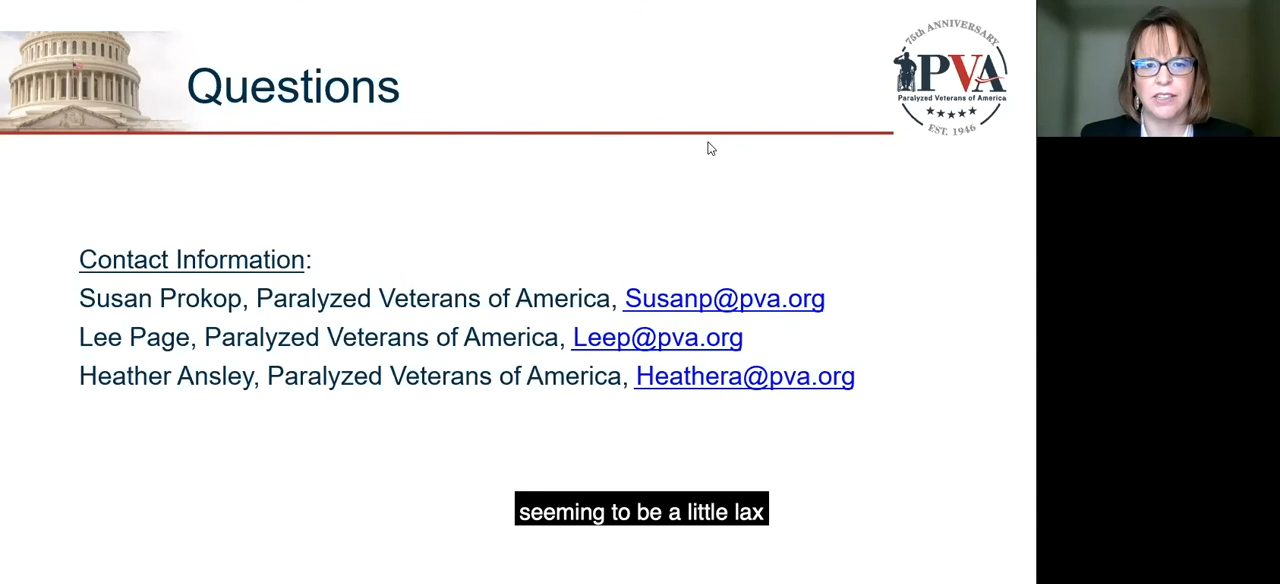 Questions
75th ANNIVERSARY
PVA
Paralyzed Veterans of America
EST. 1946
Contact Information:
Susan Prokop, Paralyzed Veterans of America, Susanp@pva.org
Lee Page, Paralyzed Veterans of America, Leep@pva.org
Heather Ansley, Paralyzed Veterans of America, Heathera@pva.org
seeming to be a little lax